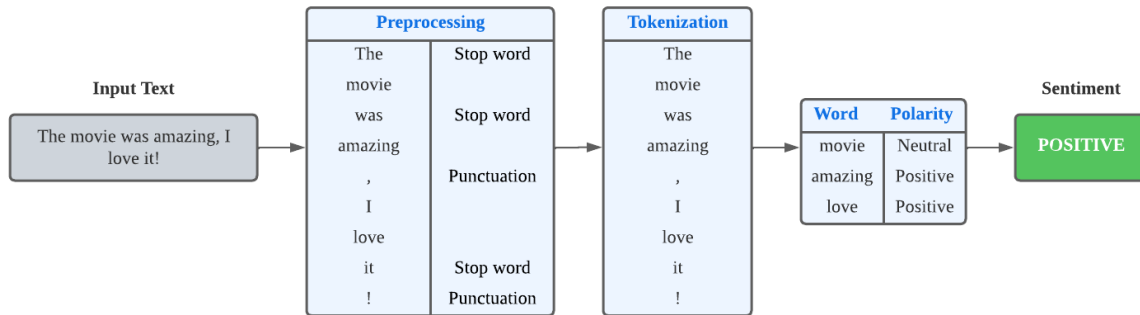 Input Text
The movie was amazing, I
love it!
Preprocessing
The Stop word
movie
was Stop word
amazing
, Punctuation
I
love
it Stop word
! Punctuation
Tokenization
The
movie
was
amazing
,
I
love
it
!
Word Polarity
movie Neutral
amazing Positive
love Positive
Sentiment
POSITIVE